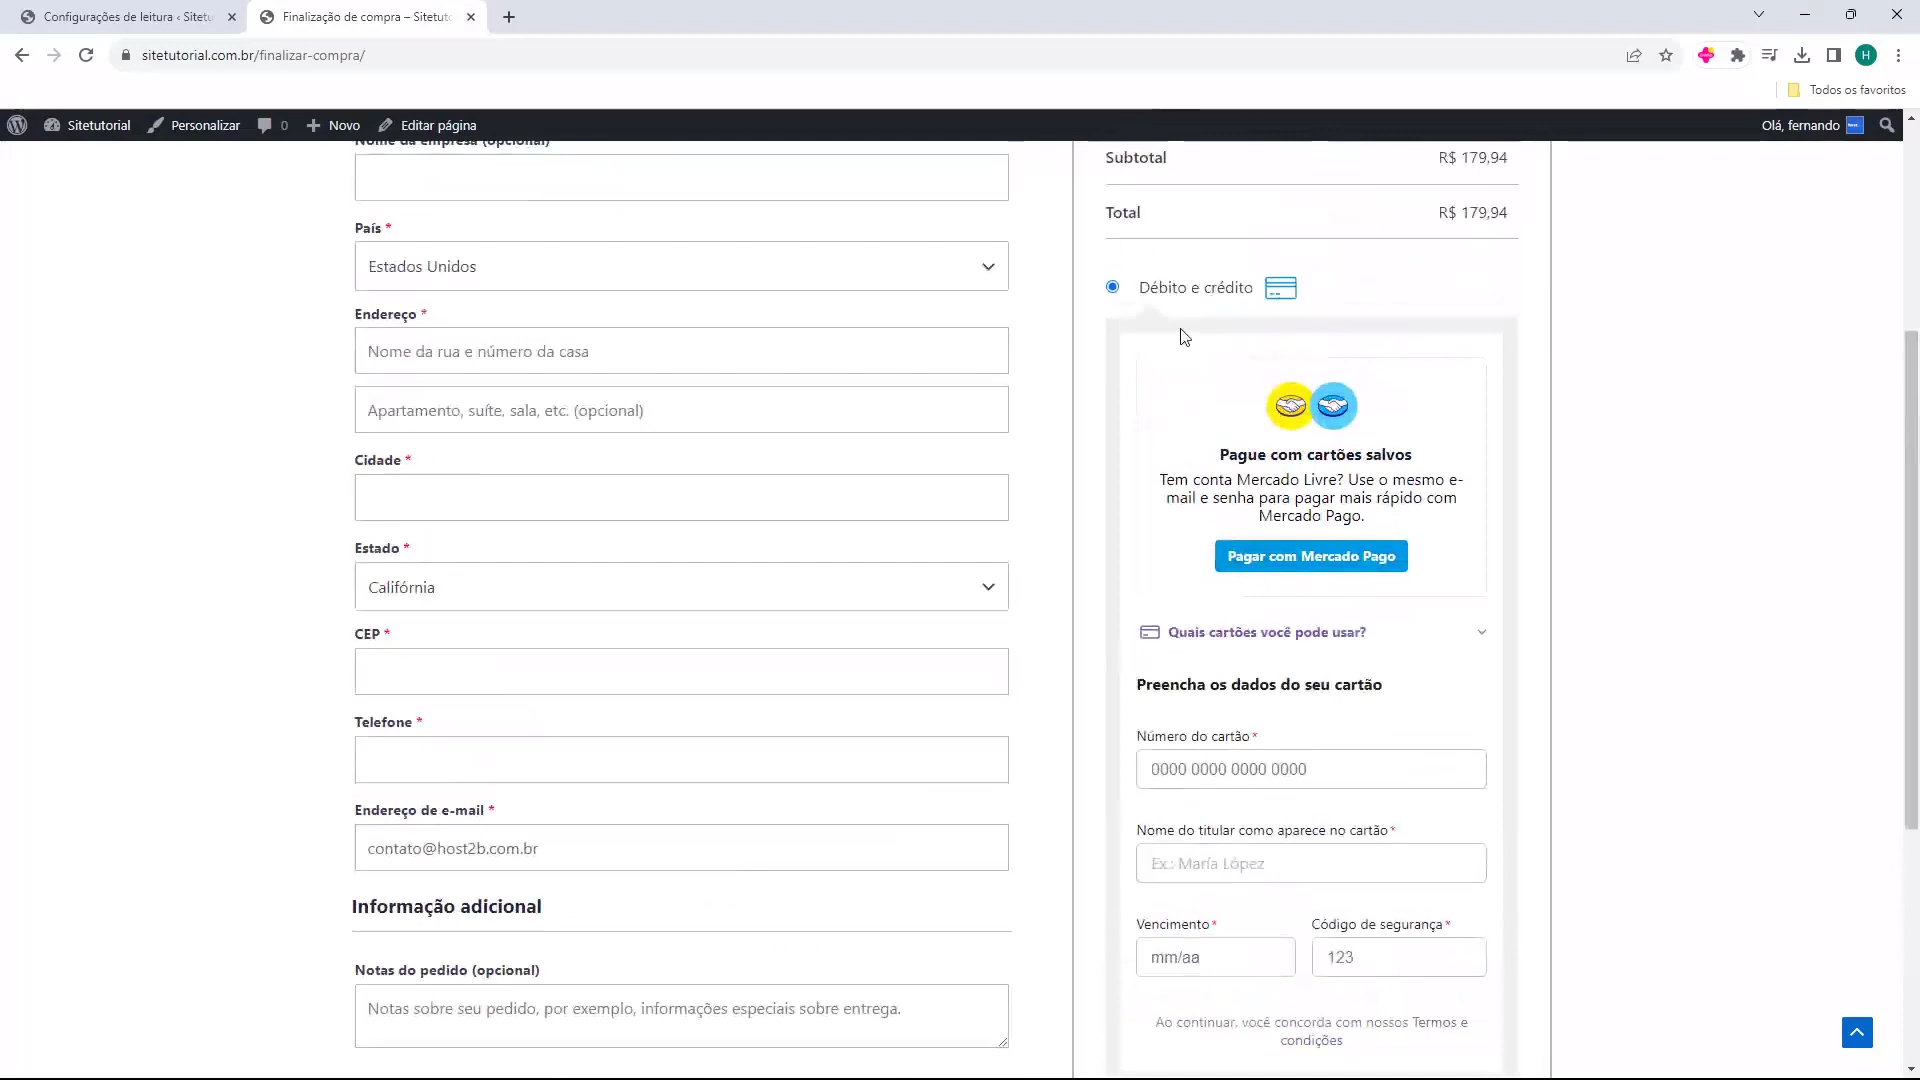 Configurações de leitura ‹ Sitetu
Finalização de compra – Sitetuto
sitetutorial.com.br/finalizar-compra/
H
Todos os favoritos
Sitetutorial
Personalizar
0
Novo
Editar página
Olá, fernando
Nome da empresa (opcional)
País *
Estados Unidos
Endereço *
Nome da rua e número da casa
Apartamento, suíte, sala, etc. (opcional)
Cidade *
Estado *
Califórnia
CEP *
Telefone *
Endereço de e-mail *
contato@host2b.com.br
Informação adicional
Notas do pedido (opcional)
Notas sobre seu pedido, por exemplo, informações especiais sobre entrega.
Subtotal R$ 179,94
Total R$ 179,94
Débito e crédito
Pague com cartões salvos
Tem conta Mercado Livre? Use o mesmo e-
mail e senha para pagar mais rápido com
Mercado Pago.
Pagar com Mercado Pago
Quais cartões você pode usar?
Preencha os dados do seu cartão
Número do cartão*
0000 0000 0000 0000
Nome do titular como aparece no cartão*
Ex.: María López
Vencimento* Código de segurança*
mm/aa 123
Ao continuar, você concorda com nossos Termos e
condições